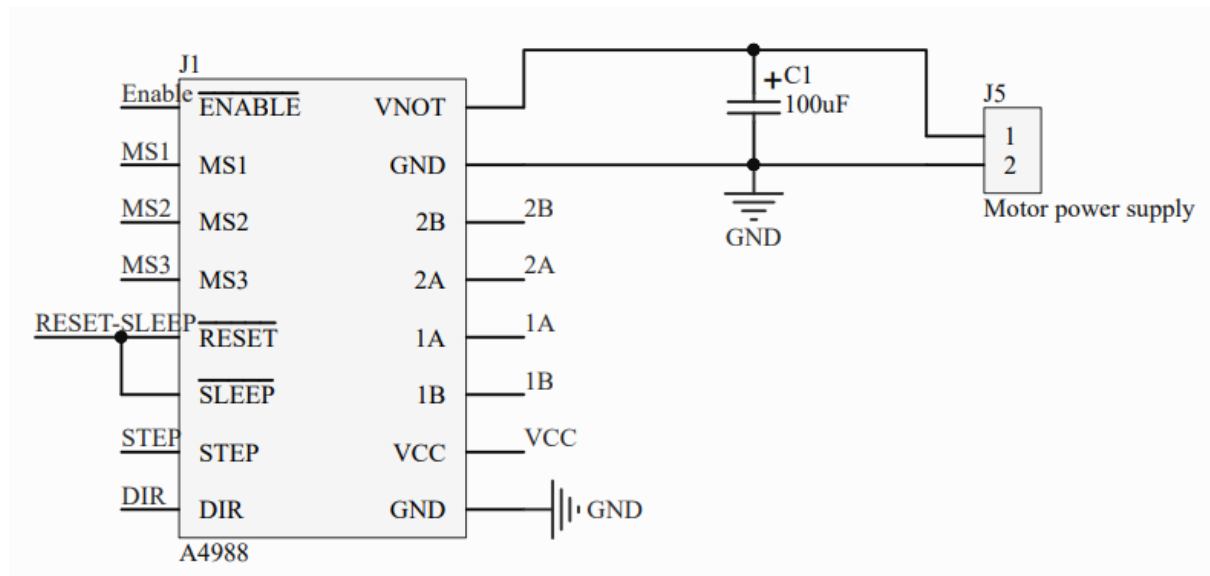 J1
Enable
ENABLE
VNOT
+C1
100uF
J5
1
2
Motor power supply
MS1
MS1
GND
GND
MS2
MS2
2B
2B
MS3
MS3
2A
2A
RESET-SLEEP
RESET
1A
1A
SLEEP
1B
1B
STEP
STEP
VCC
VCC
DIR
DIR
GND
GND
A4988